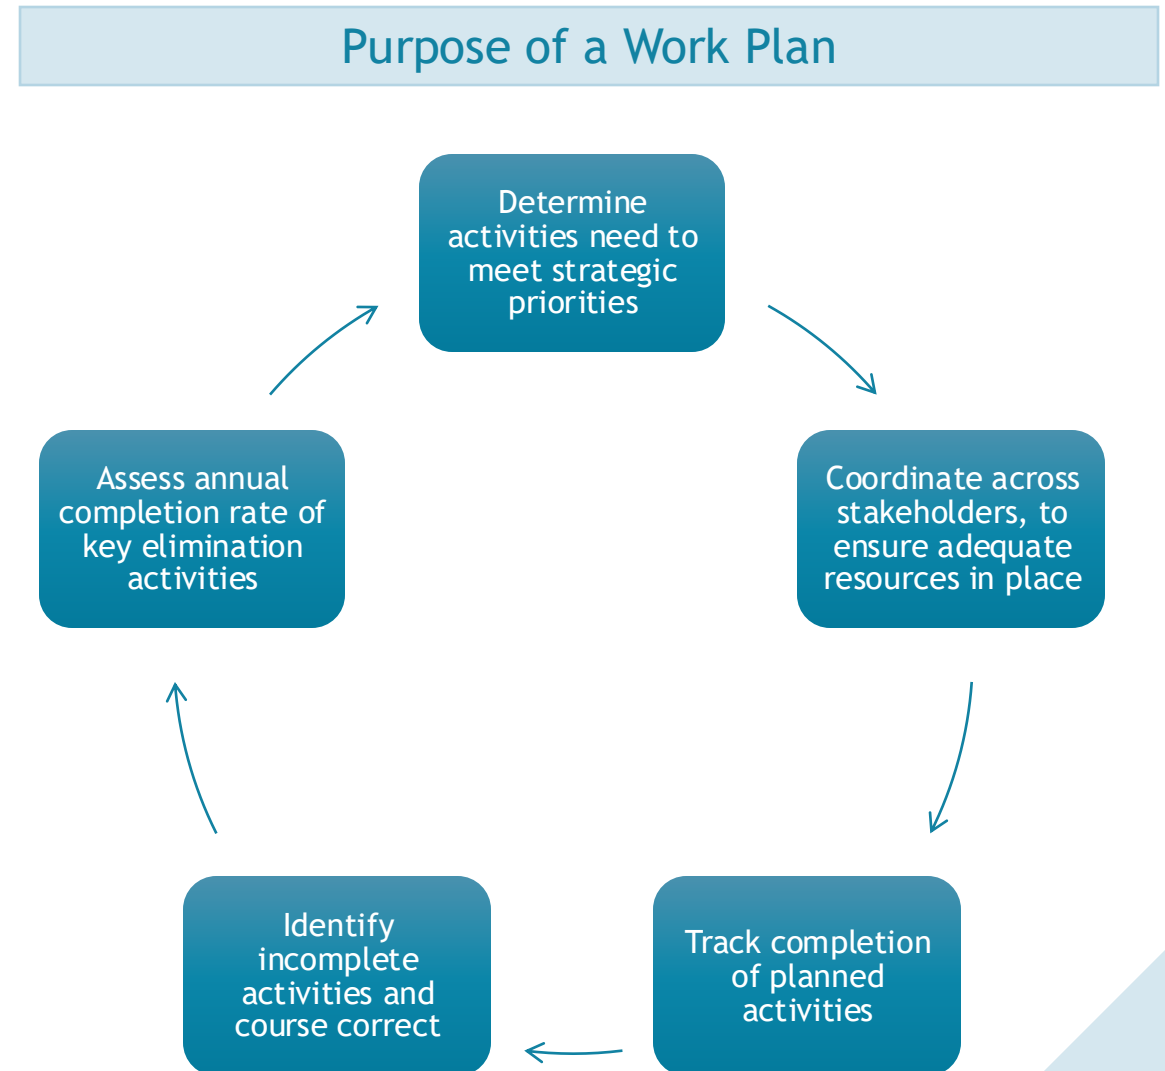 Purpose of a Work Plan
Determine
activities need to
meet strategic
priorities
Coordinate across
stakeholders, to
ensure adequate
resources in place
Track completion
of planned
activities
Identify
incomplete
activities and
course correct
Assess annual
completion rate of
key elimination
activities